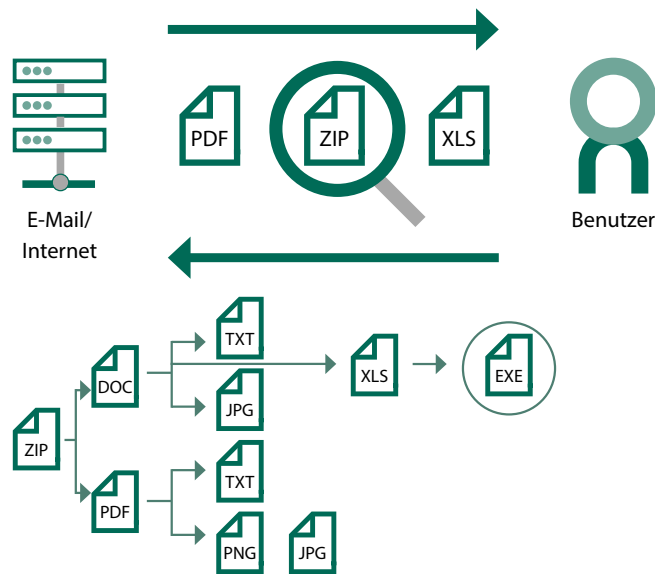 PDF
ZIP
XLS
E-Mail/
Internet
Benutzer
TXT
DOC
XLS
EXE
JPG
ZIP
TXT
PDF
PNG
JPG